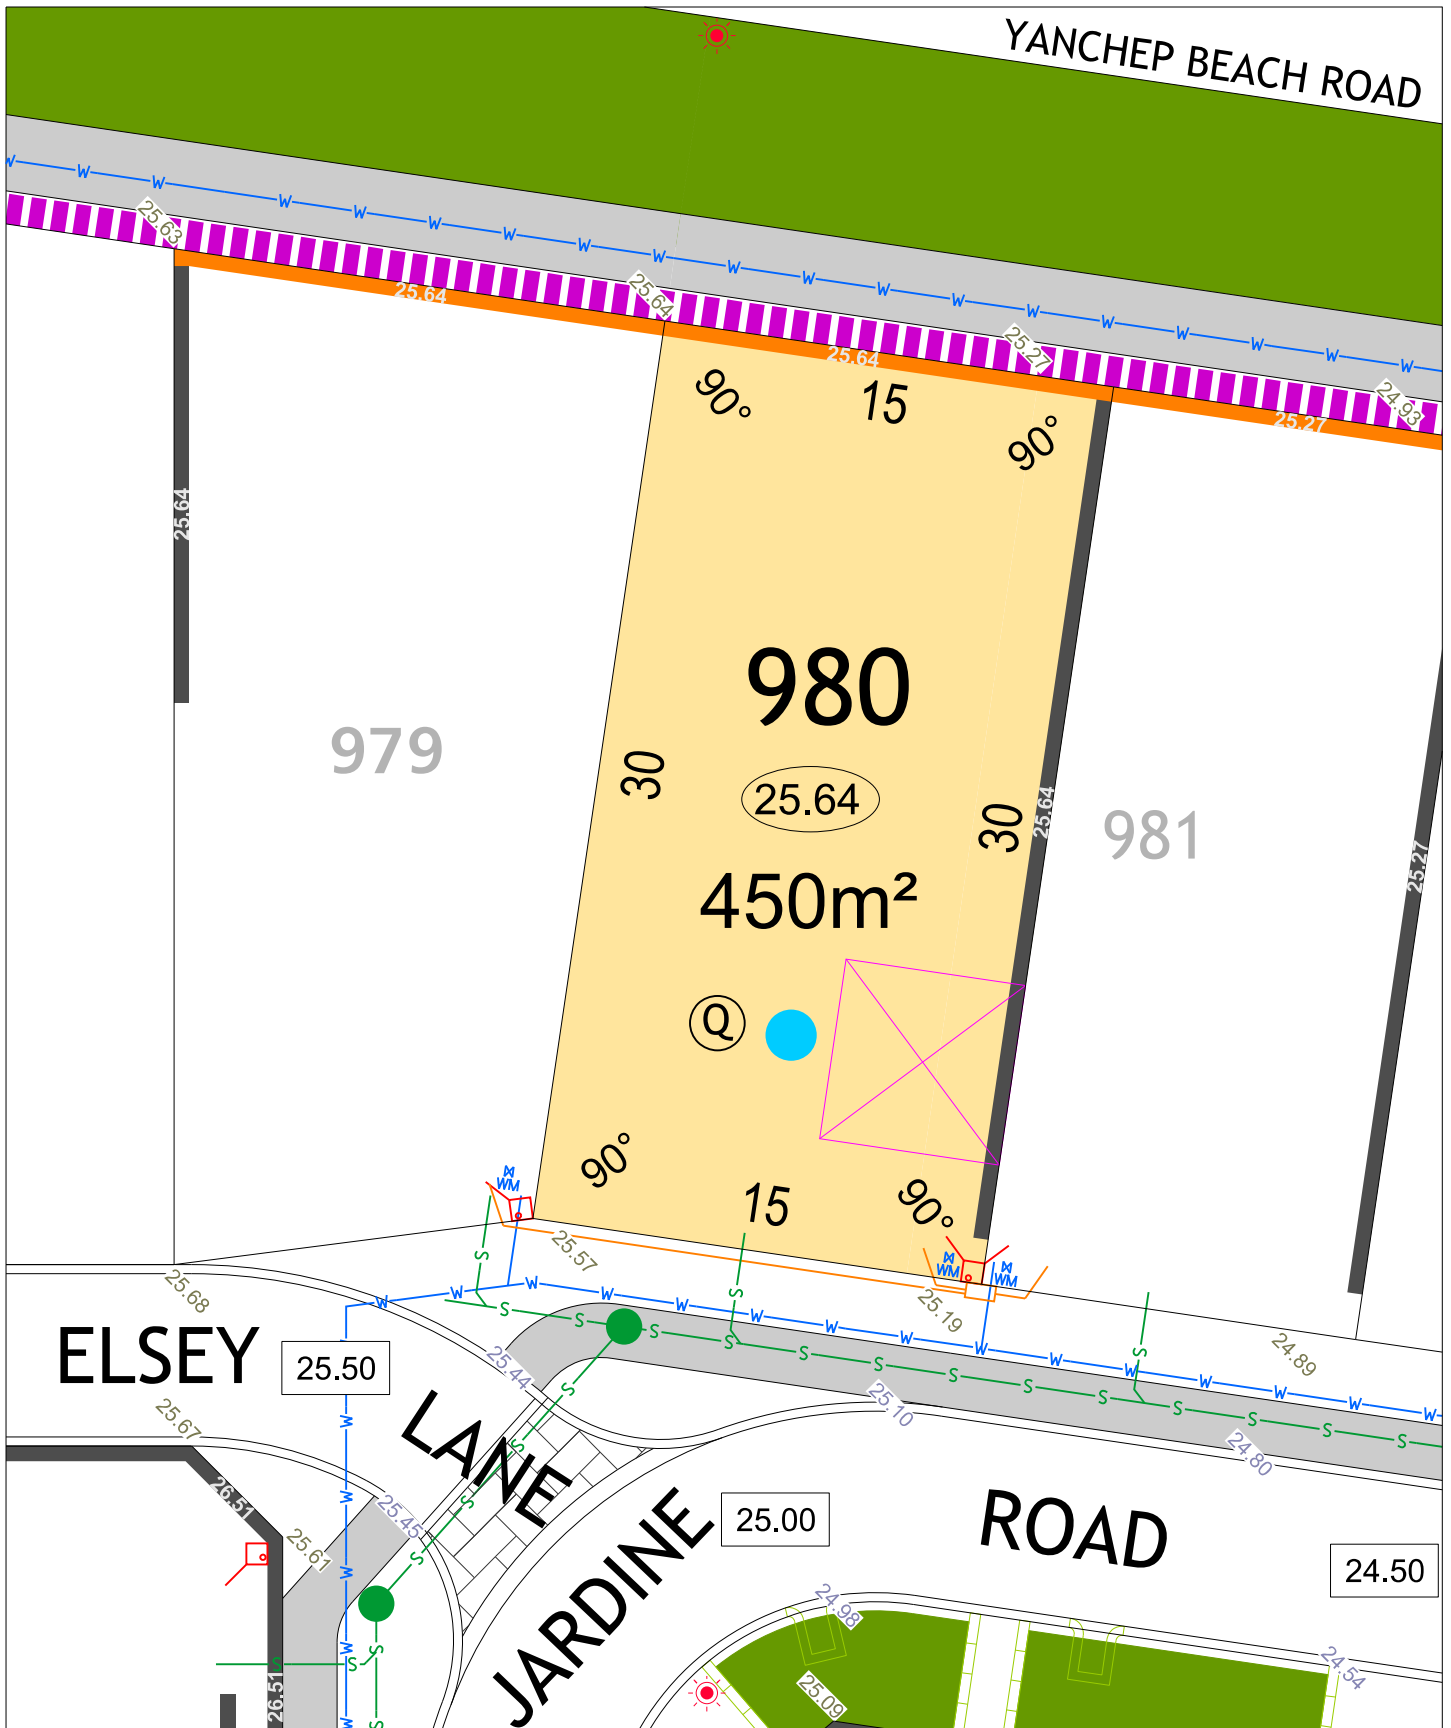 YANCHEP BEACH ROAD
25.63
25.64
25.64
25.27
25.64
24.93
25.27
90°
15
90°
25.64
980
979
30
25.64
30
25.64
981
25.27
450m²
Q
90°
15
90°
WM
WM
WM
25.57
25.68
25.19
24.89
ELSEY
25.50
25.44
25.10
LANE
25.67
24.80
26.51
25.45
25.61
JARDINE
25.00
ROAD
24.50
24.98
24.54
25.09
26.51
W W W W W W W W W W W W W W W W W W W
W W W W W W W W W W W W W W W
W
W
W
W
W
S S S S S S S S S S S S
S
S
S
S
S
S
S
S
S
S
S